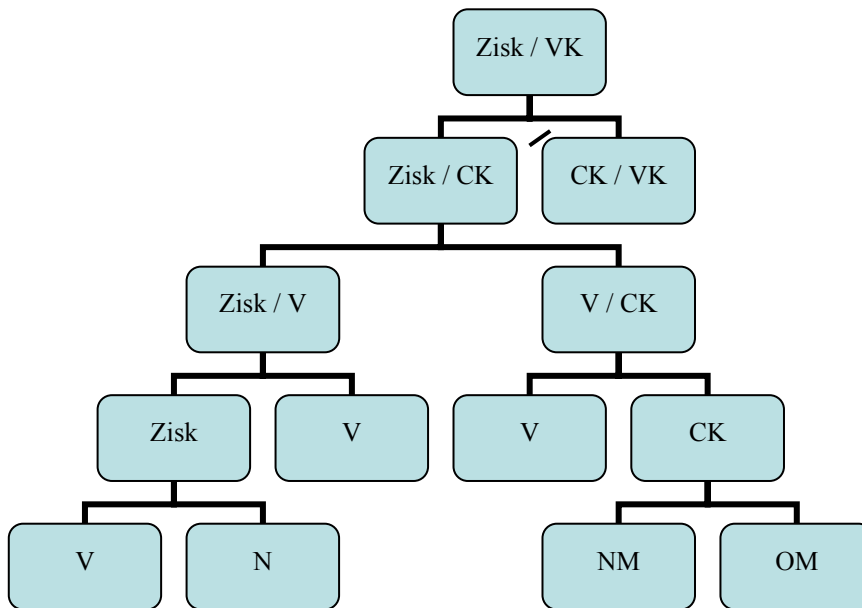 Zisk / VK
Zisk / CK
CK / VK
Zisk / V
V / CK
Zisk
V
V
CK
V
N
NM
OM